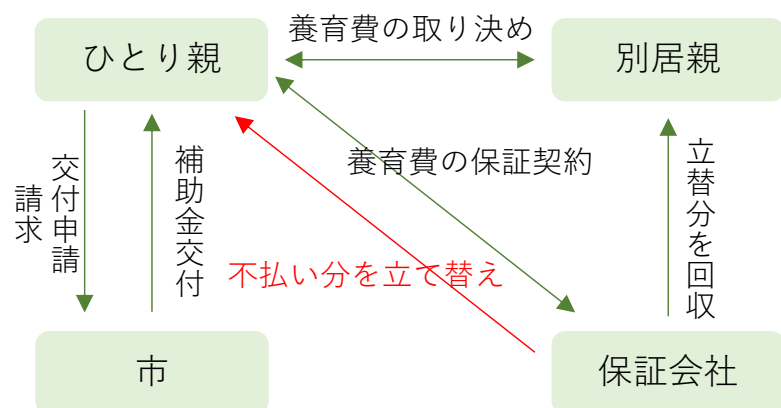 養育費の取り決め
ひとり親
別居親
養育費の保証契約
交付申請
請求
補助金交付
立替分を回収
不払い分を立て替え
市
保証会社